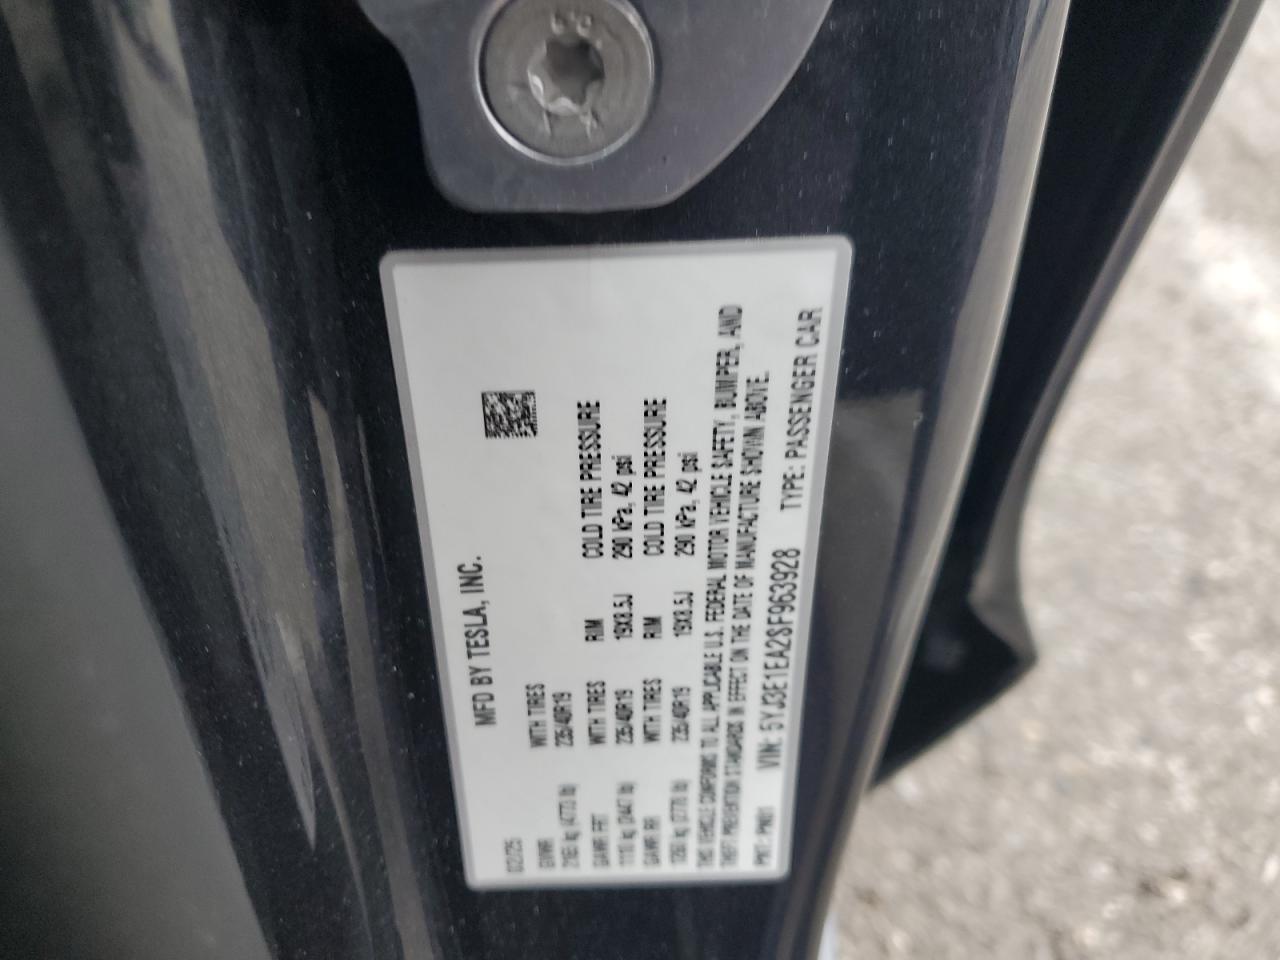 MFD BY TESLA, INC.
02/25
GVWR WITH TIRES
2165 kg (4773 lb) 235/40R19
GAWR FRT WITH TIRES RIM COLD TIRE PRESSURE
1110 kg (2447 lb) 235/40R19 19X8.5J 290 kPa, 42 psi
GAWR RR WITH TIRES RIM COLD TIRE PRESSURE
1260 kg (2778 lb) 235/40R19 19X8.5J 290 kPa, 42 psi
THIS VEHICLE CONFORMS TO ALL APPLICABLE U.S. FEDERAL MOTOR VEHICLE SAFETY, BUMPER, AND
THEFT PREVENTION STANDARDS IN EFFECT ON THE DATE OF MANUFACTURE SHOWN ABOVE.
VIN: 5YJ3E1EA2SF963928 TYPE: PASSENGER CAR